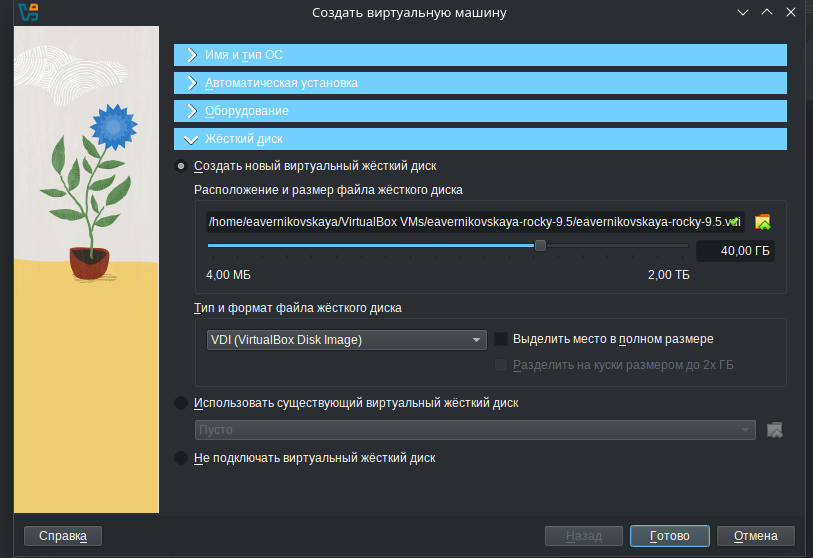 Создать виртуальную машину
Имя и тип ОС
Автоматическая установка
Оборудование
Жёсткий диск
Создать новый виртуальный жёсткий диск
Расположение и размер файла жёсткого диска
/home/eavernikovskaya/VirtualBox VMs/eavernikovskaya-rocky-9.5/eavernikovskaya-rocky-9.5.vdi
40,00 ГБ
4,00 МБ 2,00 ТБ
Тип и формат файла жёсткого диска
VDI (VirtualBox Disk Image) Выделить место в полном размере
Разделить на куски размером до 2х ГБ
Использовать существующий виртуальный жёсткий диск
Пусто
Не подключать виртуальный жёсткий диск
Справка Назад Готово Отмена